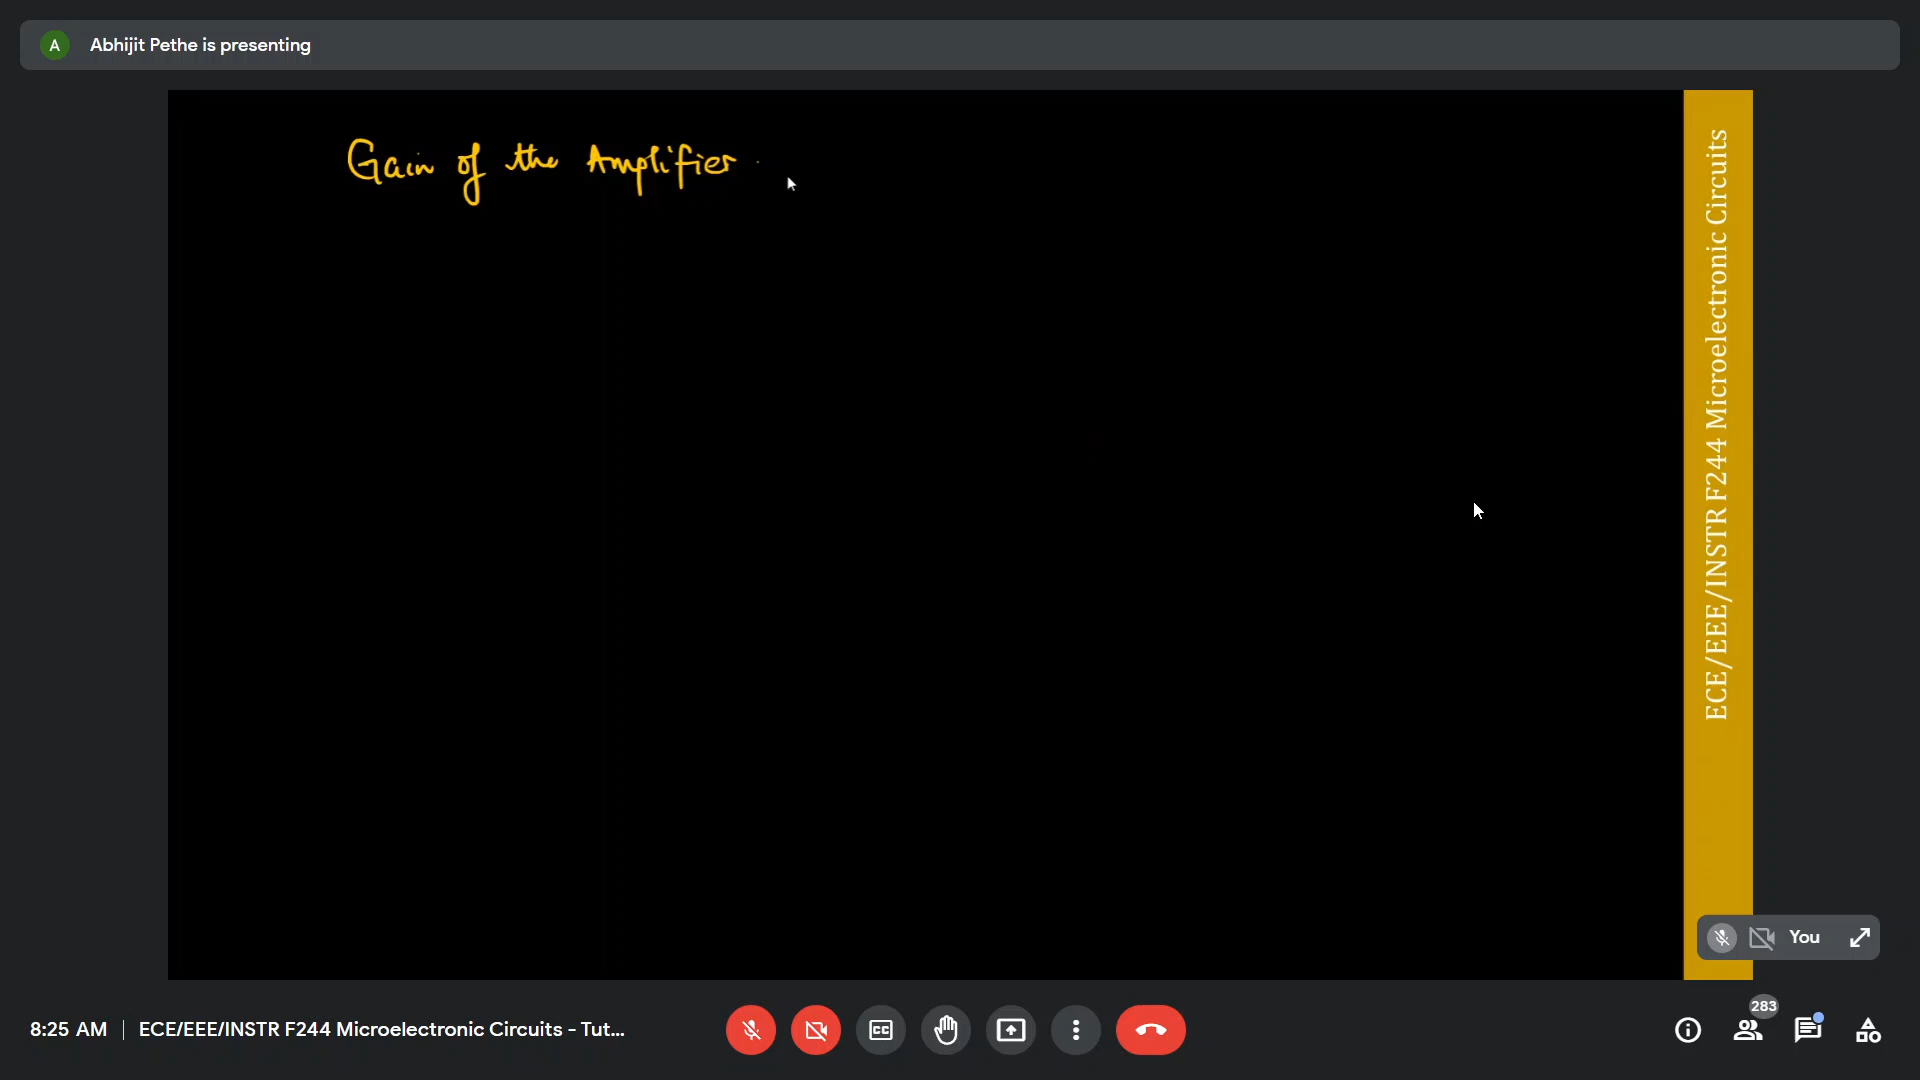 A Abhijit Pethe is presenting
Gain of the Amplifier
ECE/EEE/INSTR F244 Microelectronic Circuits
You
283
8:25 AM | ECE/EEE/INSTR F244 Microelectronic Circuits - Tut...
CC